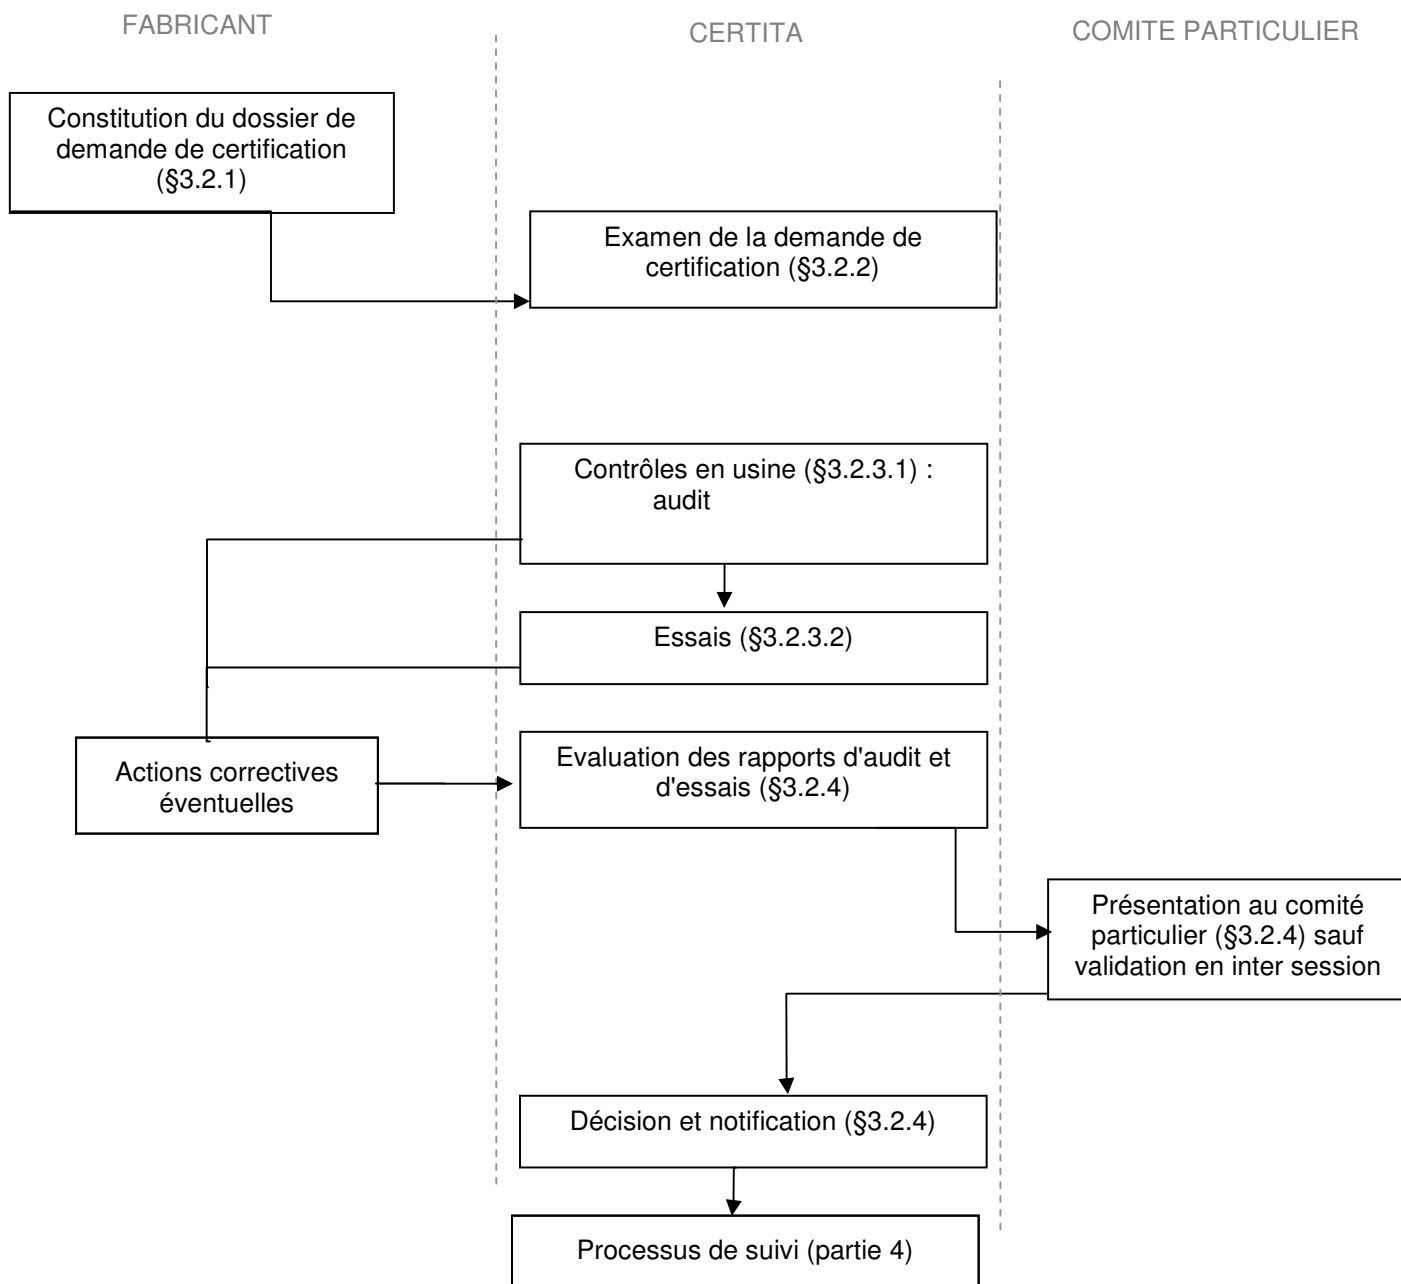 FABRICANT
CERTITA
COMITE PARTICULIER
Constitution du dossier de
demande de certification
(§3.2.1)
Examen de la demande de
certification (§3.2.2)
Contrôles en usine (§3.2.3.1) :
audit
Essais (§3.2.3.2)
Actions correctives
éventuelles
Evaluation des rapports d'audit et
d'essais (§3.2.4)
Présentation au comité
particulier (§3.2.4) sauf
validation en inter session
Décision et notification (§3.2.4)
Processus de suivi (partie 4)